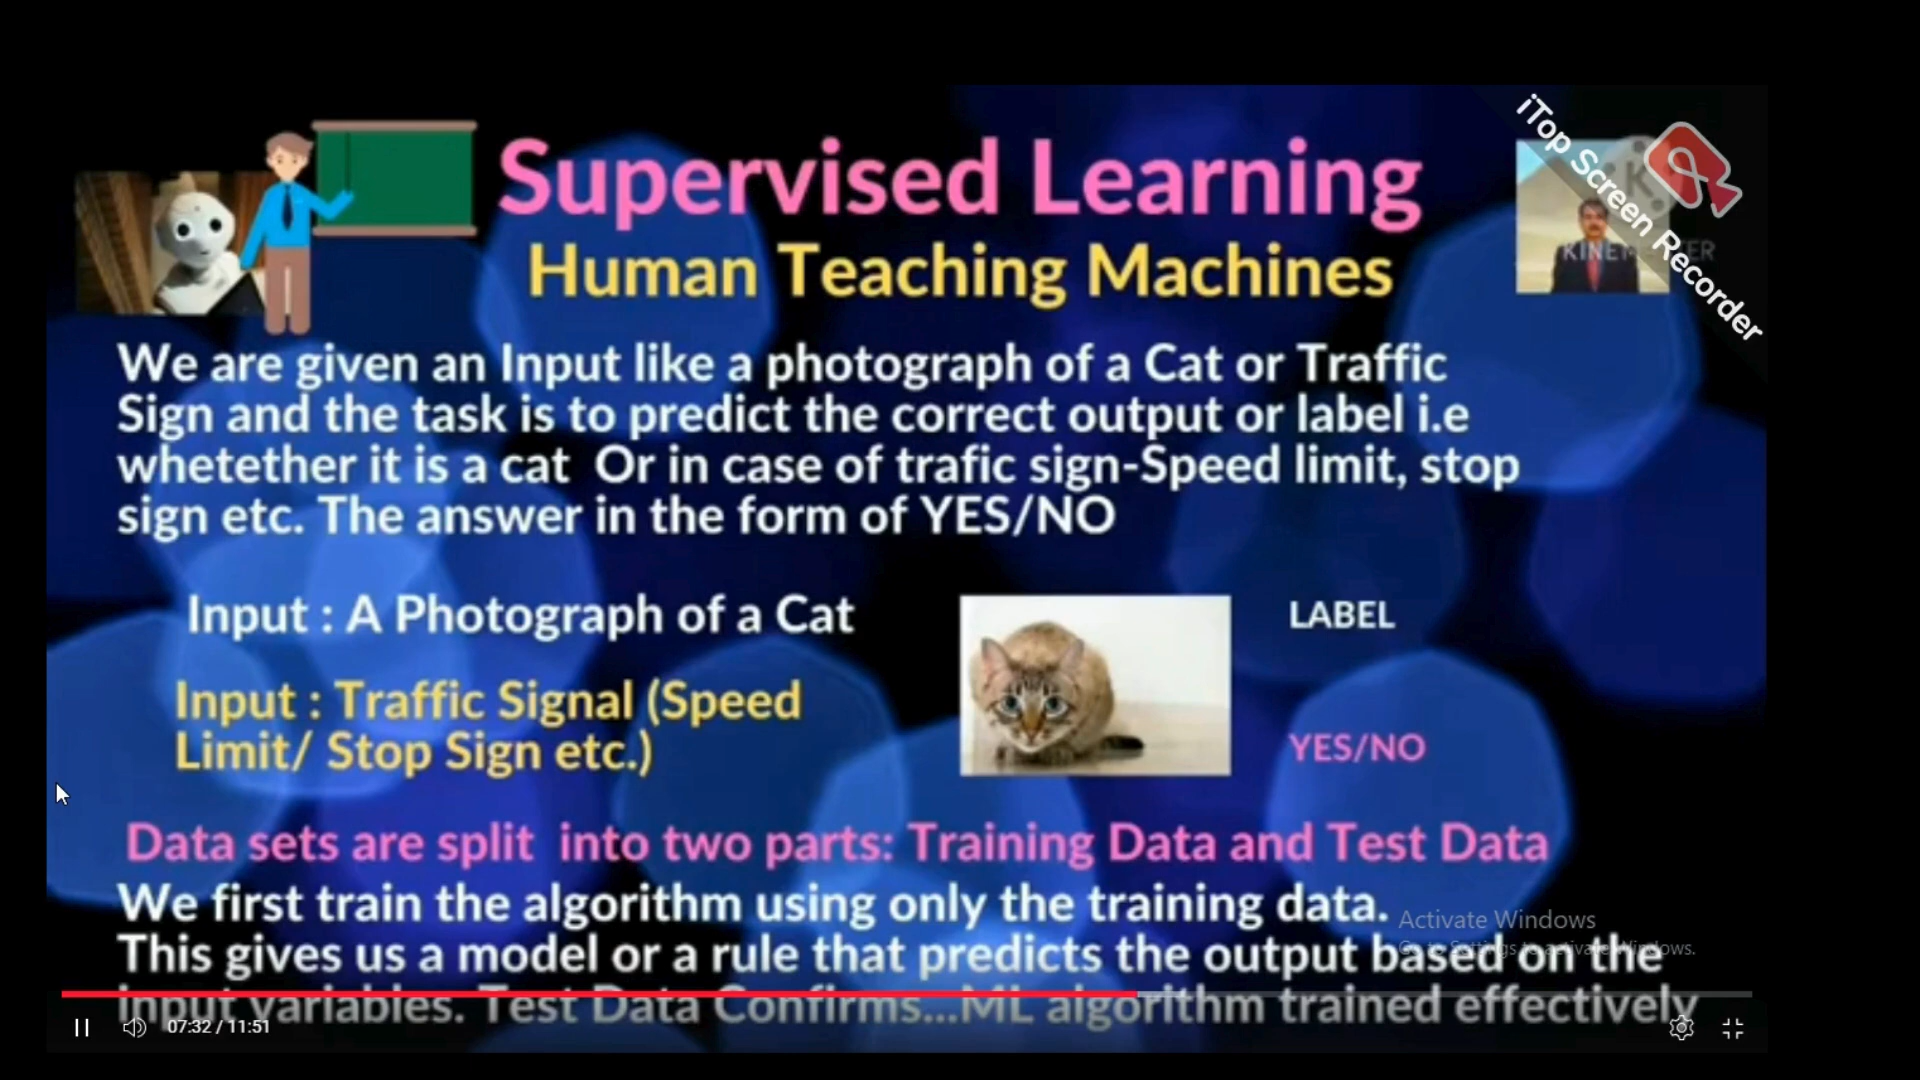 Supervised Learning
Human Teaching Machines
iTop Screen Recorder
We are given an Input like a photograph of a Cat or Traffic
Sign and the task is to predict the correct output or label i.e
whetether it is a cat Or in case of trafic sign-Speed limit, stop
sign etc. The answer in the form of YES/NO
Input : A Photograph of a Cat
LABEL
Input : Traffic Signal (Speed
Limit/ Stop Sign etc.)
YES/NO
Data sets are split into two parts: Training Data and Test Data
We first train the algorithm using only the training data.
Activate Windows
This gives us a model or a rule that predicts the output based on the
Go to Settings to activate Windows.
input variables. Test Data Confirms...ML algorithm trained effectively
07:32 / 11:51